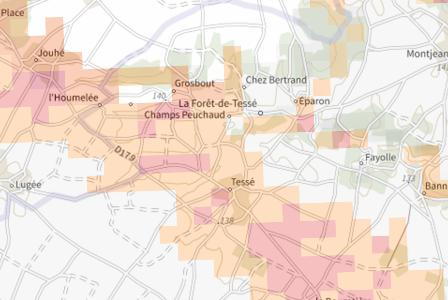 Place
Jouhé
Montjean
Grosbout
Chez Bertrand
140
l'Houmelée
La Forêt-de-Tessé
Éparon
Champs Peuchaud
D179
Fayolle
173
Lugée
Tessé
Bann
138